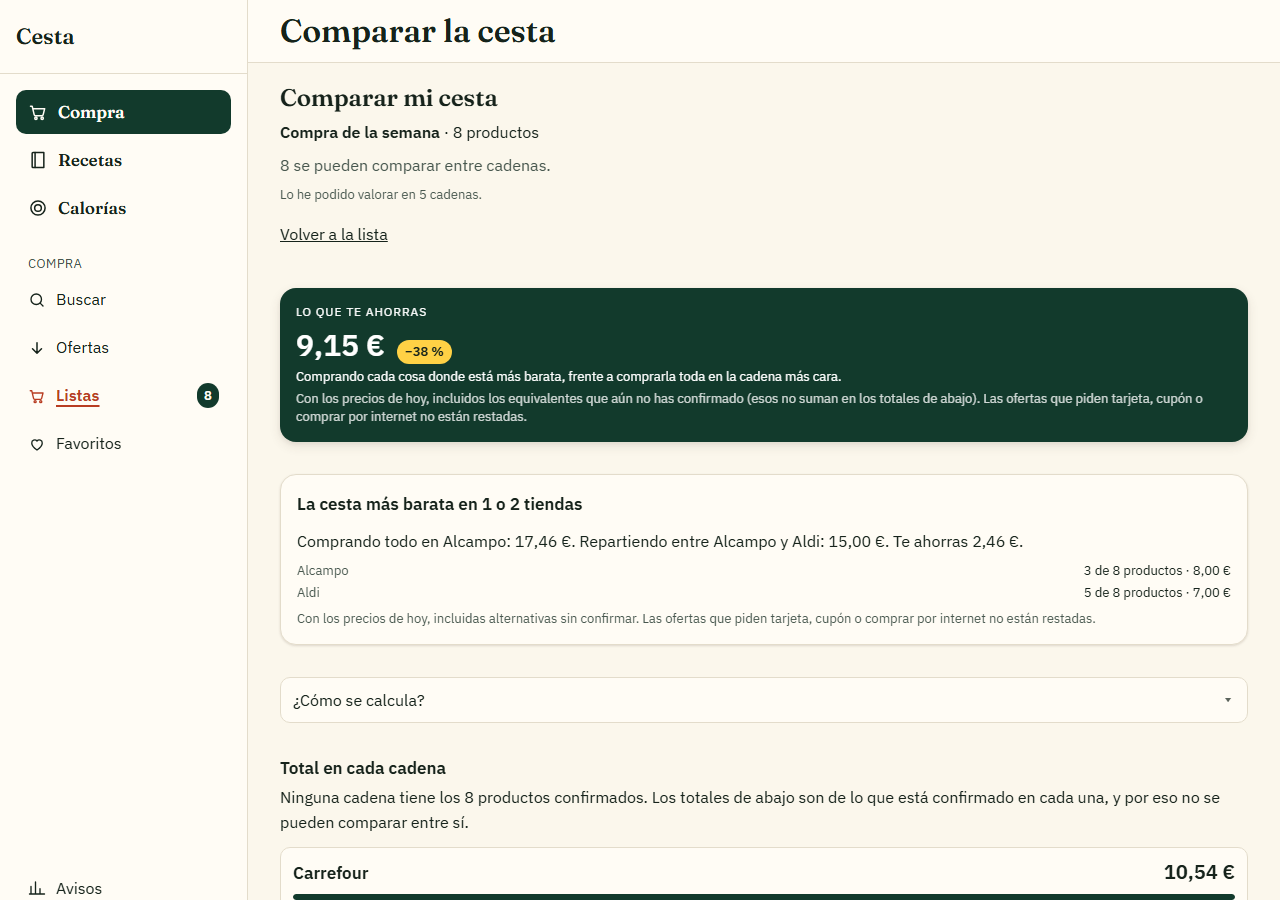 Cesta
Compra
Recetas
Calorías
COMPRA
Buscar
Ofertas
Listas 8
Favoritos
Avisos
Comparar la cesta
Comparar mi cesta
Compra de la semana · 8 productos
8 se pueden comparar entre cadenas.
Lo he podido valorar en 5 cadenas.
Volver a la lista
LO QUE TE AHORRAS
9,15 € −38 %
Comprando cada cosa donde está más barata, frente a comprarla toda en la cadena más cara.
Con los precios de hoy, incluidos los equivalentes que aún no has confirmado (esos no suman en los totales de abajo). Las ofertas que piden tarjeta, cupón o
comprar por internet no están restadas.
La cesta más barata en 1 o 2 tiendas
Comprando todo en Alcampo: 17,46 €. Repartiendo entre Alcampo y Aldi: 15,00 €. Te ahorras 2,46 €.
Alcampo 3 de 8 productos · 8,00 €
Aldi 5 de 8 productos · 7,00 €
Con los precios de hoy, incluidas alternativas sin confirmar. Las ofertas que piden tarjeta, cupón o comprar por internet no están restadas.
¿Cómo se calcula?
Total en cada cadena
Ninguna cadena tiene los 8 productos confirmados. Los totales de abajo son de lo que está confirmado en cada una, y por eso no se
pueden comparar entre sí.
Carrefour 10,54 €